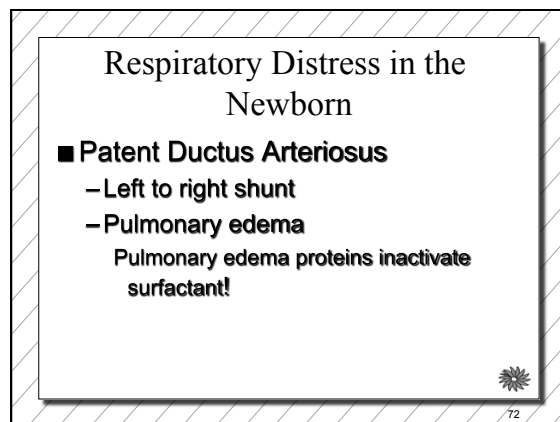 Respiratory Distress in the
Newborn
■ Patent Ductus Arteriosus
– Left to right shunt
– Pulmonary edema
Pulmonary edema proteins inactivate
surfactant!
72